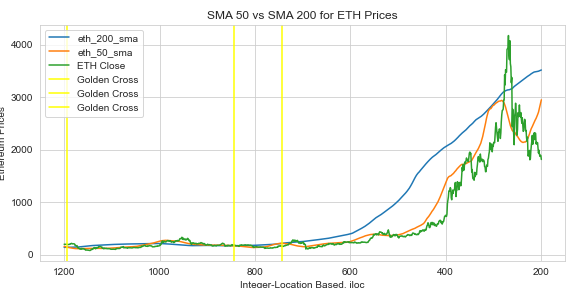 SMA 50 vs SMA 200 for ETH Prices
eth_200_sma
eth_50_sma
ETH Close
Golden Cross
Golden Cross
Golden Cross
4000
3000
2000
1000
0
Ethereum Prices
1200
1000
800
600
400
200
Integer-Location Based, iloc